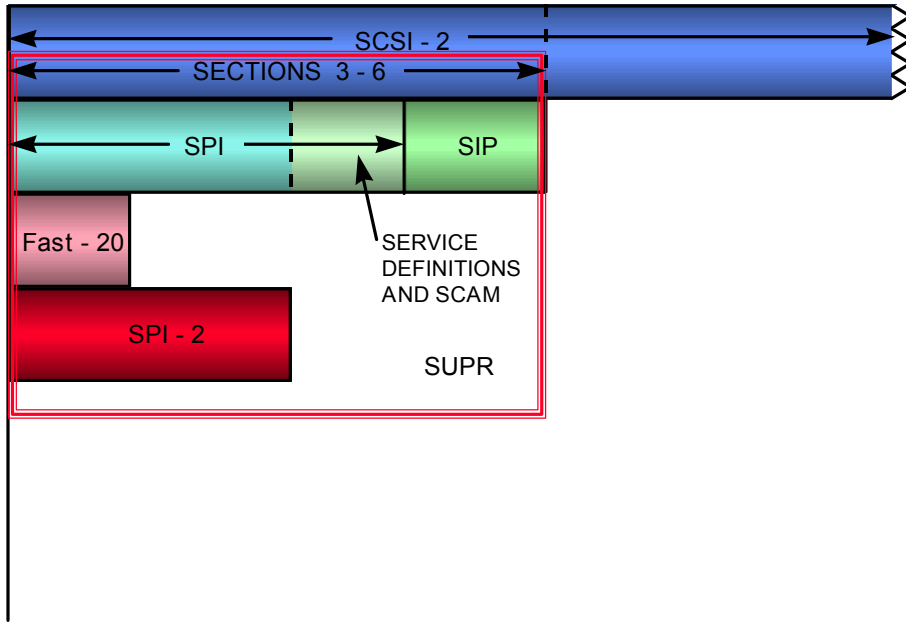 SCSI - 2
SECTIONS 3 - 6
SPI
SIP
Fast - 20
SERVICE
DEFINITIONS
AND SCAM
SPI - 2
SUPR